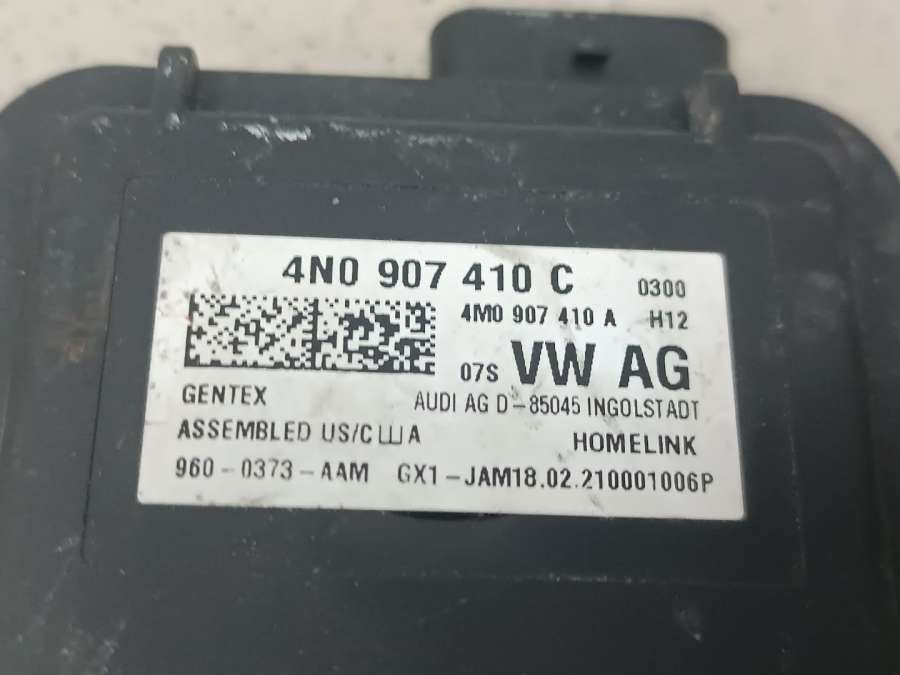 4N0 907 410 C 0300
4M0 907 410 A H12
07S VW AG
GENTEX AUDI AG D-85045 INGOLSTADT
ASSEMBLED US/CШA HOMELINK
960-0373-AAM GX1-JAM18.02.210001006P